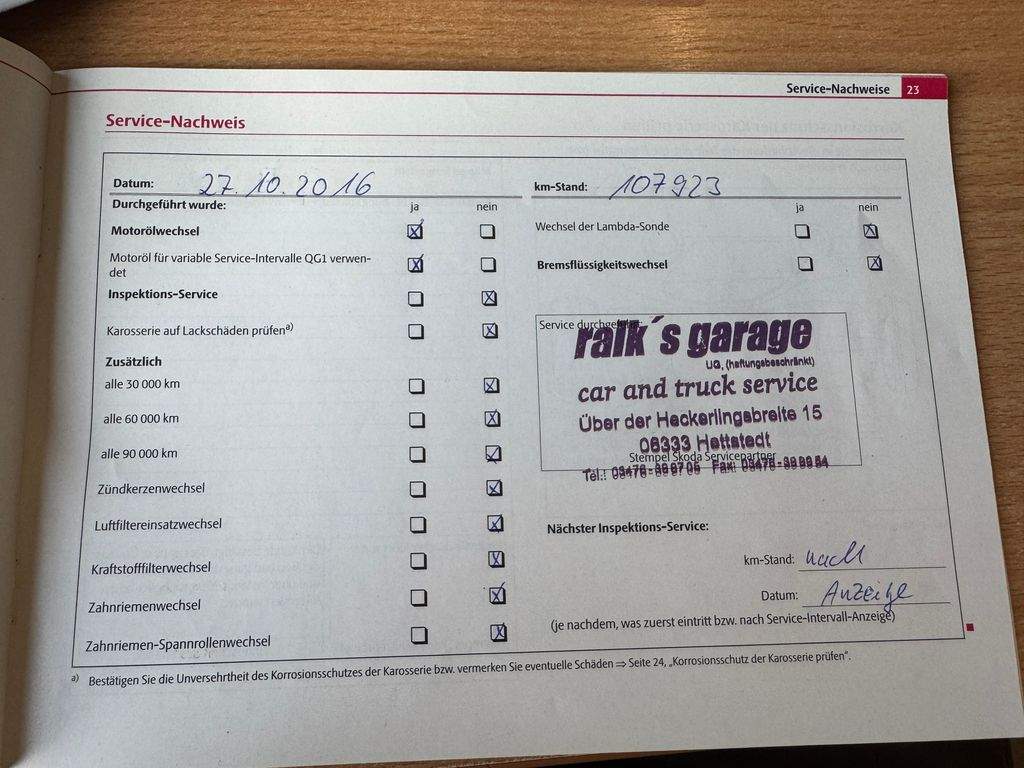 Service-Nachweise 23
Service-Nachweis
Datum: 27.10.2016
km-Stand: 107923
Durchgeführt wurde: ja nein
ja nein
Motorölwechsel
Wechsel der Lambda-Sonde
Motoröl für variable Service-Intervalle QG1 verwen-
det
Bremsflüssigkeitswechsel
Inspektions-Service
Karosserie auf Lackschäden prüfen a)
Zusätzlich
alle 30 000 km
alle 60 000 km
alle 90 000 km
Zündkerzenwechsel
Luftfiltereinsatzwechsel
Kraftstofffilterwechsel
Zahnriemenwechsel
Zahnriemen-Spannrollenwechsel
Service
raik´s garage
UG, (haftungsbeschränkt)
car and truck service
Über der Heckerlingsbreite 15
06333 Hettstedt
Stempel Skoda Servicepartner
Tel.: Fax:
Nächster Inspektions-Service:
km-Stand: nach
Datum: Anzeige
(je nachdem, was zuerst eintritt bzw. nach Service-Intervall-Anzeige)
a) Bestätigen Sie die Unversehrtheit des Korrosionsschutzes der Karosserie bzw. vermerken Sie eventuelle Schäden ⇒ Seite 24, „Korrosionsschutz der Karosserie prüfen“.